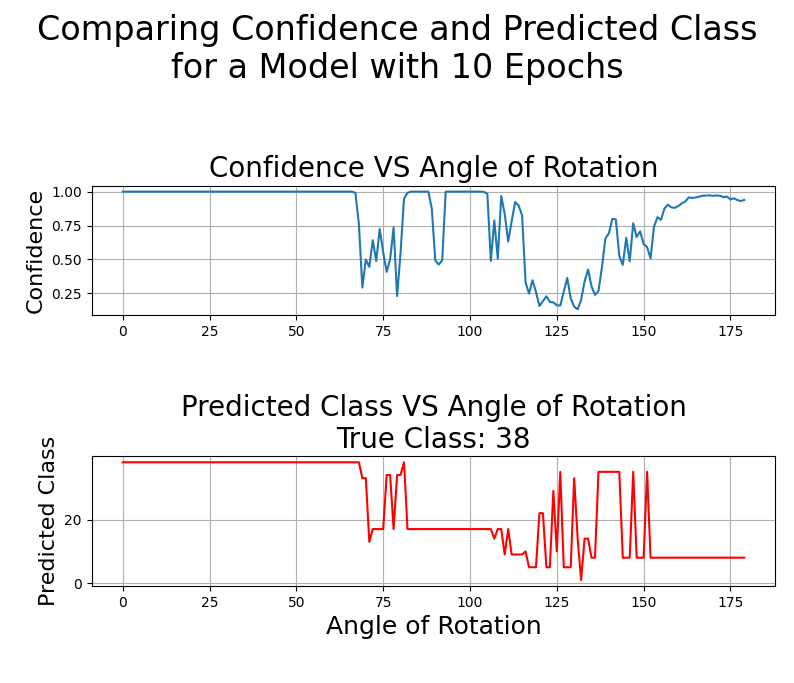 Comparing Confidence and Predicted Class
for a Model with 10 Epochs
Confidence VS Angle of Rotation
Confidence
1.00
0.75
0.50
0.25
0 25 50 75 100 125 150 175
Predicted Class VS Angle of Rotation
True Class: 38
Predicted Class
20
0
0 25 50 75 100 125 150 175
Angle of Rotation